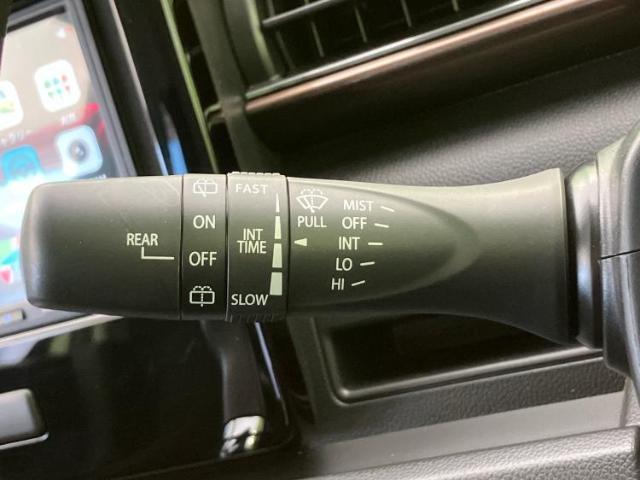 FAST
ON
REAR
OFF
INT
TIME
SLOW
PULL
MIST
OFF
INT
LO
HI